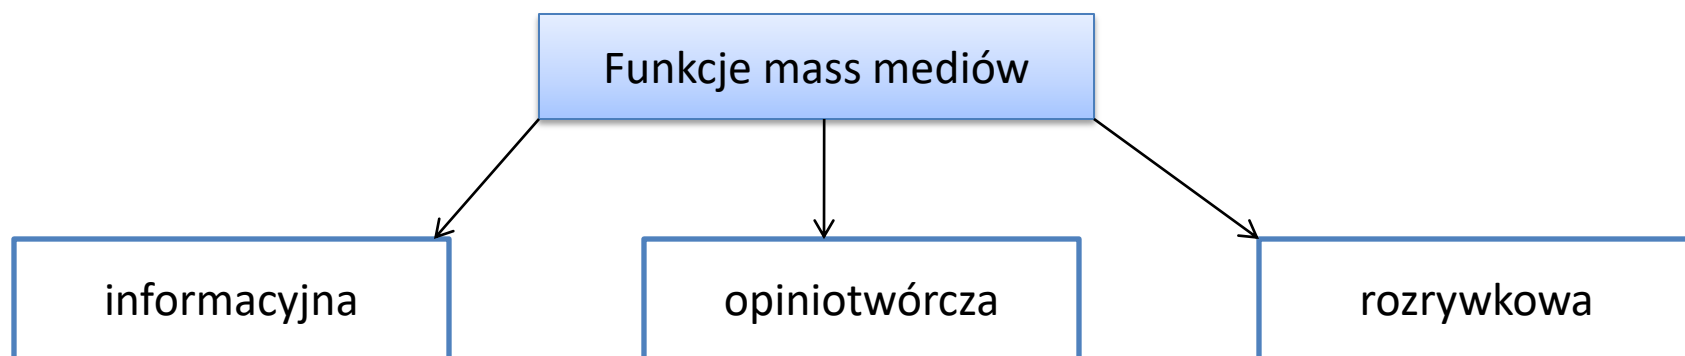 Funkcje mass mediów
informacyjna
opiniotwórcza
rozrywkowa